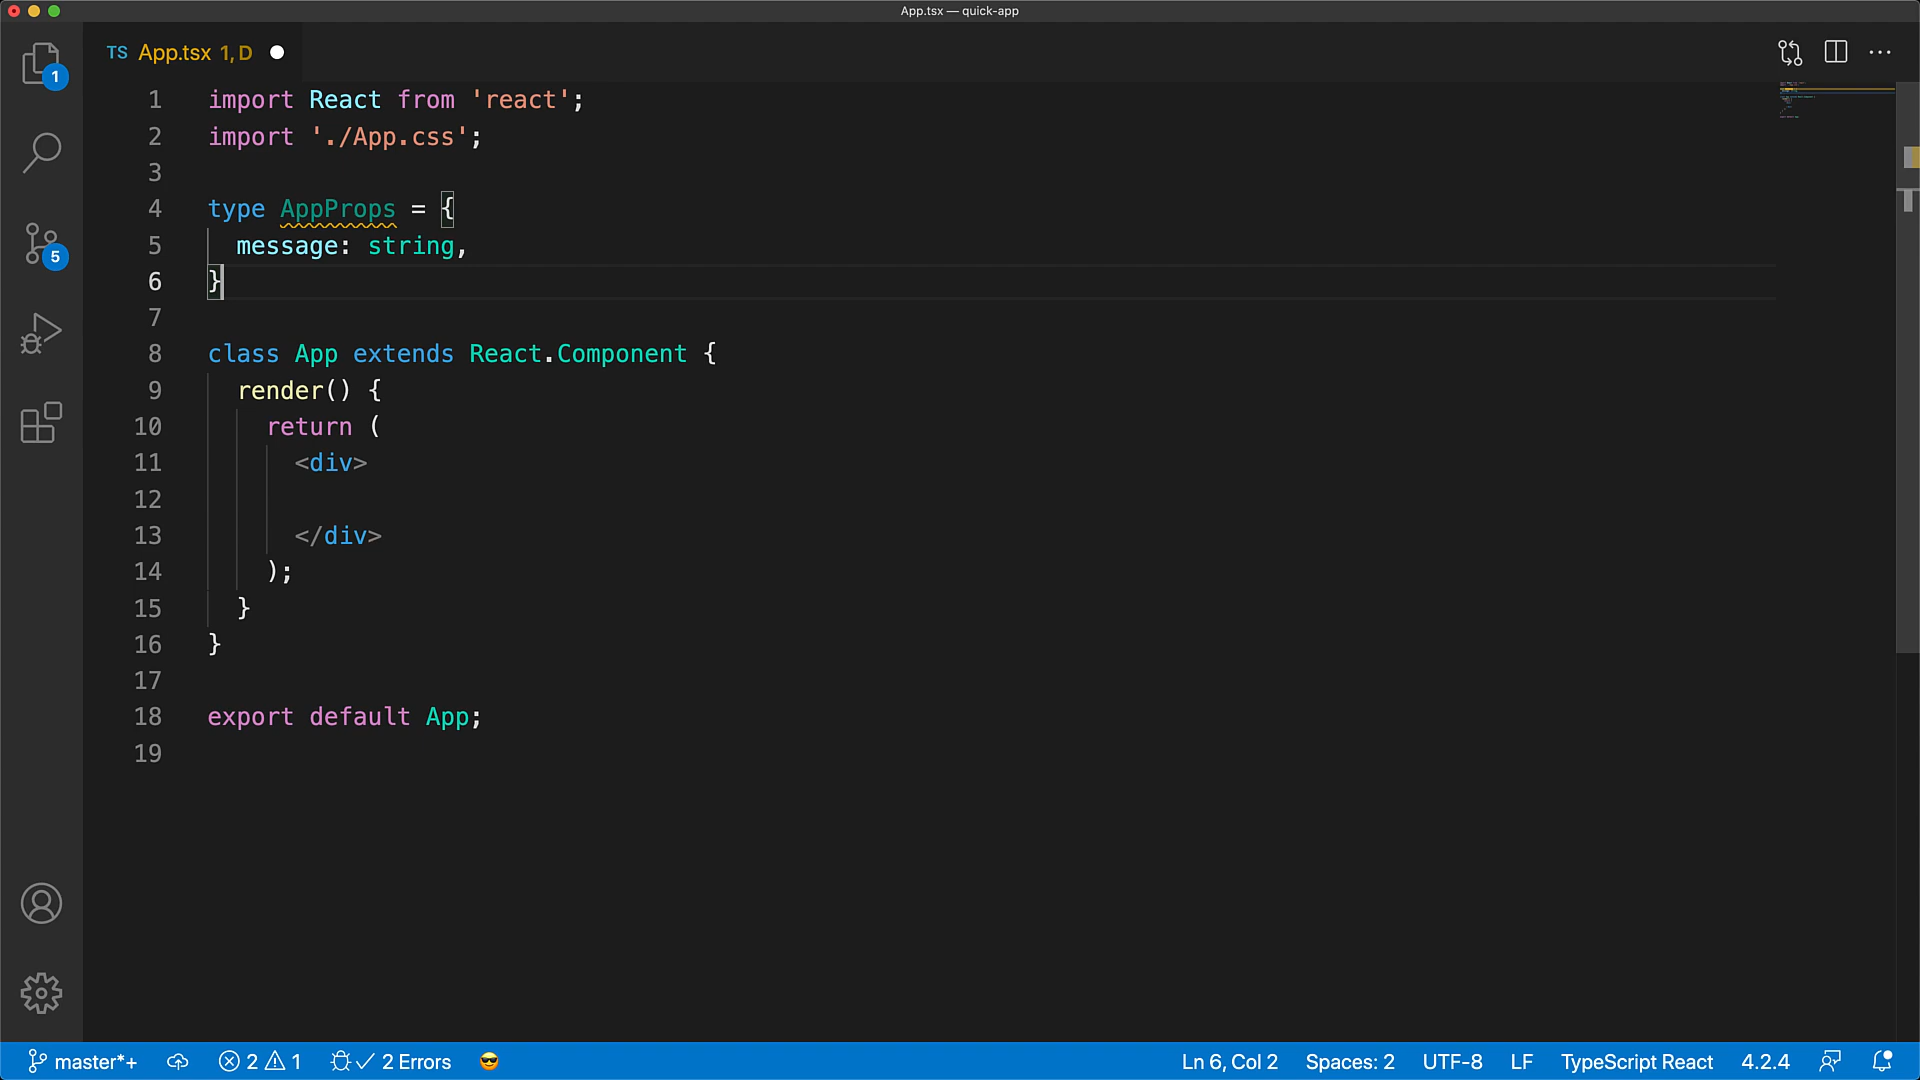 App.tsx — quick-app
TS App.tsx 1, D
1 import React from 'react';
2 import './App.css';
3
4 type AppProps = {
5   message: string,
6 }
7
8 class App extends React.Component {
9   render() {
10     return (
11       <div>
12
13       </div>
14     );
15   }
16 }
17
18 export default App;
19
1
5
master*+ 2 1 2 Errors Ln 6, Col 2 Spaces: 2 UTF-8 LF TypeScript React 4.2.4